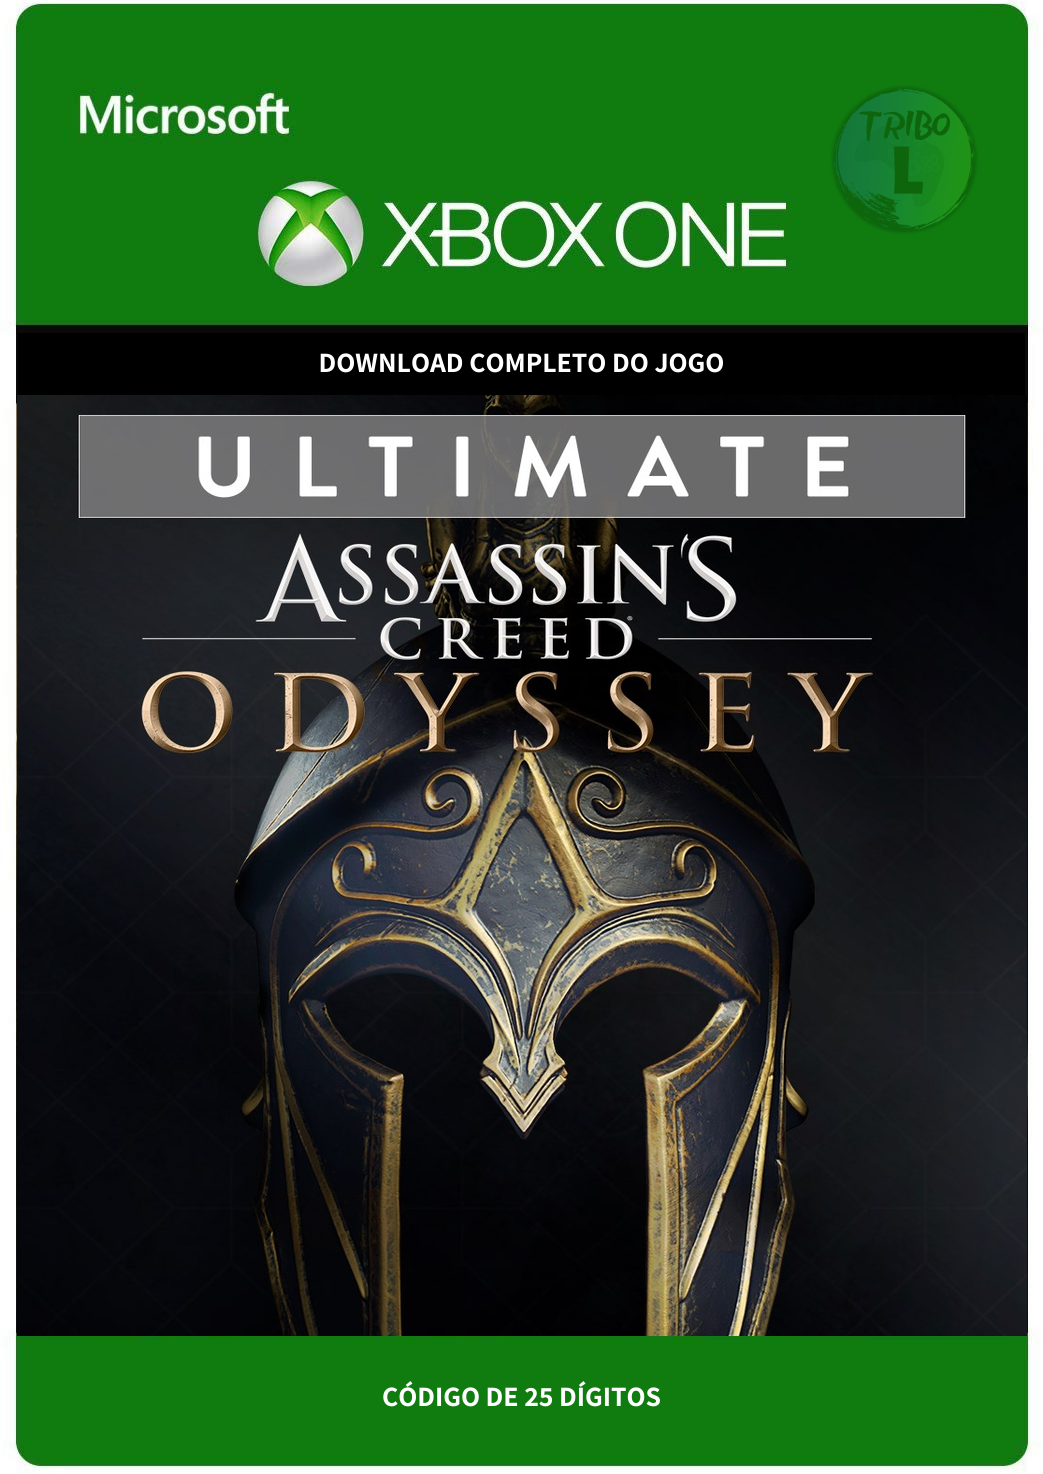 Microsoft
TRIBO
L
XBOX ONE
DOWNLOAD COMPLETO DO JOGO
ULTIMATE
ASSASSIN'S
CREED
ODYSSEY
CÓDIGO DE 25 DÍGITOS